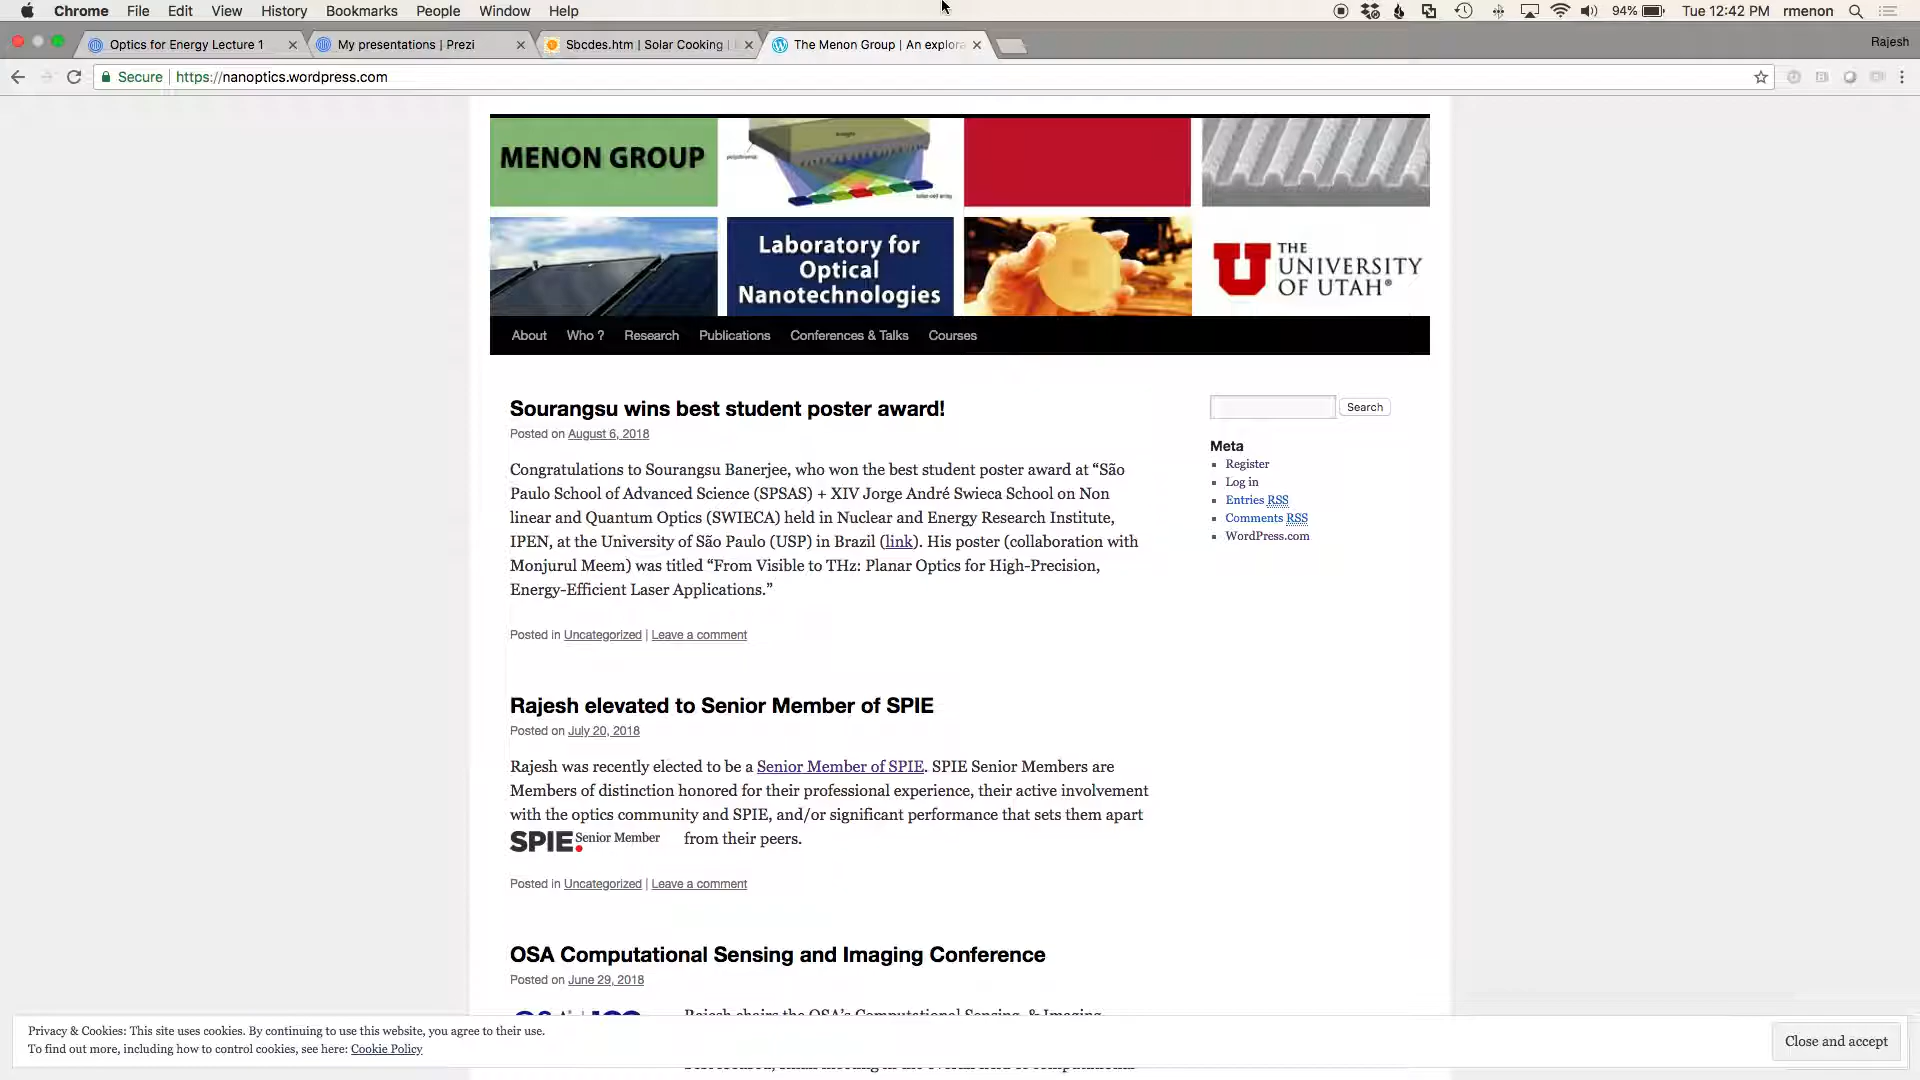 Chrome File Edit View History Bookmarks People Window Help 94% Tue 12:42 PM rmenon
Optics for Energy Lecture 1 My presentations | Prezi Sbcdes.htm | Solar Cooking | The Menon Group | An explora Rajesh
Secure https://nanoptics.wordpress.com
MENON GROUP
Laboratory for
Optical
Nanotechnologies
THE
UNIVERSITY
OF UTAH®
About Who ? Research Publications Conferences & Talks Courses
Sourangsu wins best student poster award!
Posted on August 6, 2018
Congratulations to Sourangsu Banerjee, who won the best student poster award at “São
Paulo School of Advanced Science (SPSAS) + XIV Jorge André Swieca School on Non
linear and Quantum Optics (SWIECA) held in Nuclear and Energy Research Institute,
IPEN, at the University of São Paulo (USP) in Brazil (link). His poster (collaboration with
Monjurul Meem) was titled “From Visible to THz: Planar Optics for High-Precision,
Energy-Efficient Laser Applications.”
Posted in Uncategorized | Leave a comment
Search
Meta
Register
Log in
Entries RSS
Comments RSS
WordPress.com
Rajesh elevated to Senior Member of SPIE
Posted on July 20, 2018
Rajesh was recently elected to be a Senior Member of SPIE. SPIE Senior Members are
Members of distinction honored for their professional experience, their active involvement
with the optics community and SPIE, and/or significant performance that sets them apart
SPIE. Senior Member from their peers.
Posted in Uncategorized | Leave a comment
OSA Computational Sensing and Imaging Conference
Posted on June 29, 2018
Rajesh chairs the OSA’s Computational Sensing & Imaging
Privacy & Cookies: This site uses cookies. By continuing to use this website, you agree to their use.
To find out more, including how to control cookies, see here: Cookie Policy
Close and accept